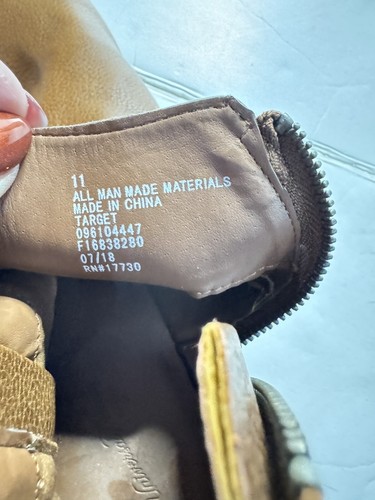 11
ALL MAN MADE MATERIALS
MADE IN CHINA
TARGET
096104447
F16838280
07/18
RN#17730